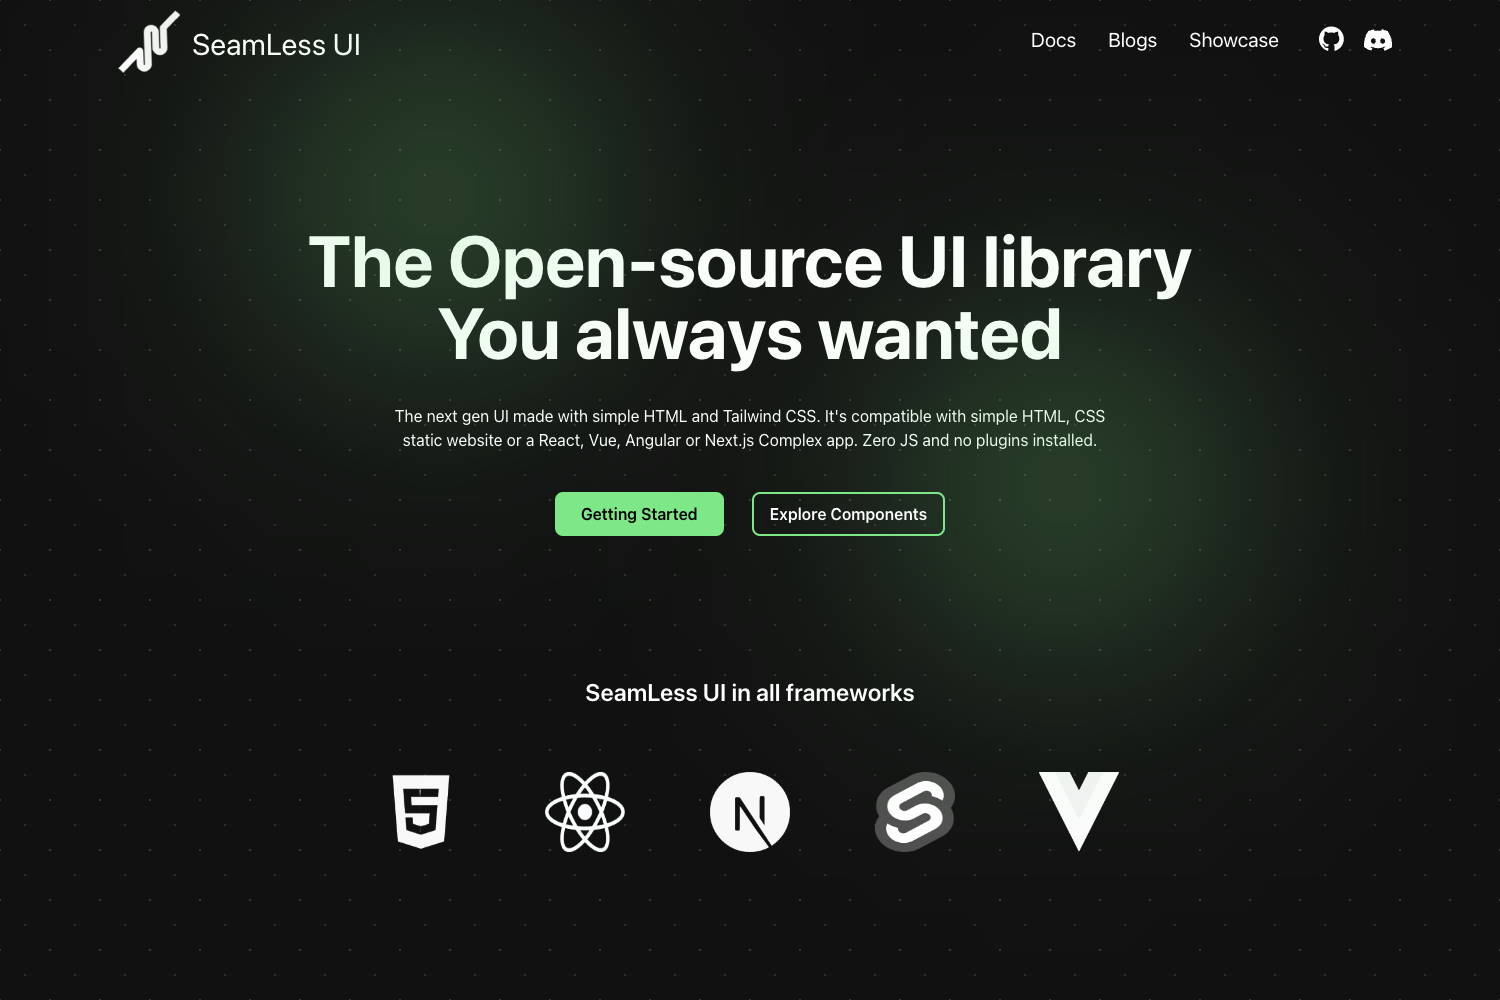 SeamLess UI
Docs Blogs Showcase
The Open-source UI library
You always wanted
The next gen UI made with simple HTML and Tailwind CSS. It's compatible with simple HTML, CSS
static website or a React, Vue, Angular or Next.js Complex app. Zero JS and no plugins installed.
Getting Started Explore Components
SeamLess UI in all frameworks
5 N S